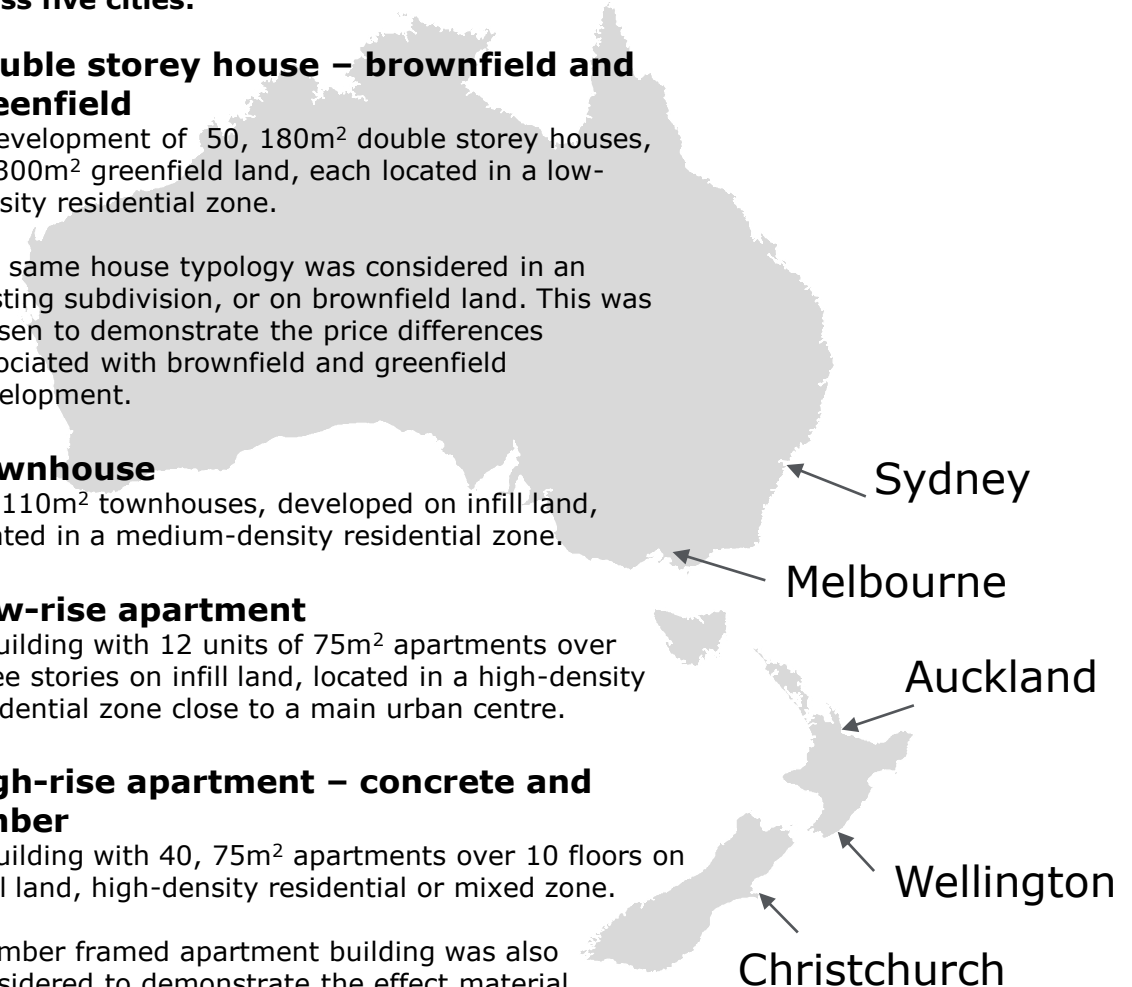 ss five cities.
uble storey house – brownfield and
eenfield
evelopment of 50, 180m² double storey houses,
300m² greenfield land, each located in a low-
sity residential zone.
same house typology was considered in an
sting subdivision, or on brownfield land. This was
sen to demonstrate the price differences
ociated with brownfield and greenfield
elopment.
wnhouse
110m² townhouses, developed on infill land,
ated in a medium-density residential zone.
w-rise apartment
uilding with 12 units of 75m² apartments over
ee stories on infill land, located in a high-density
idential zone close to a main urban centre.
gh-rise apartment – concrete and
mber
uilding with 40, 75m² apartments over 10 floors on
l land, high-density residential or mixed zone.
mber framed apartment building was also
sidered to demonstrate the effect material
Sydney
Melbourne
Auckland
Wellington
Christchurch